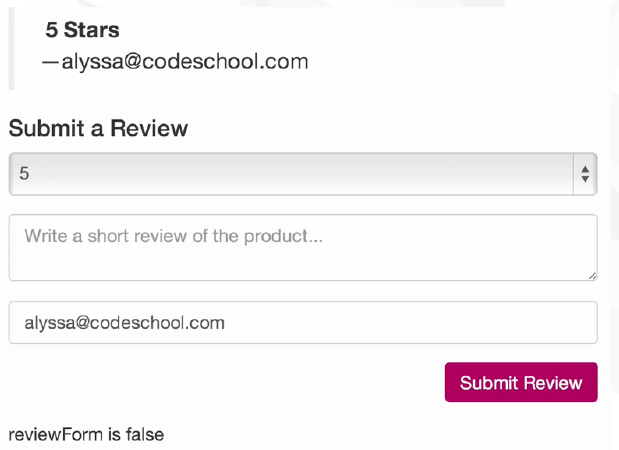 5 Stars
—alyssa@codeschool.com
Submit a Review
5
Write a short review of the product...
alyssa@codeschool.com
Submit Review
reviewForm is false